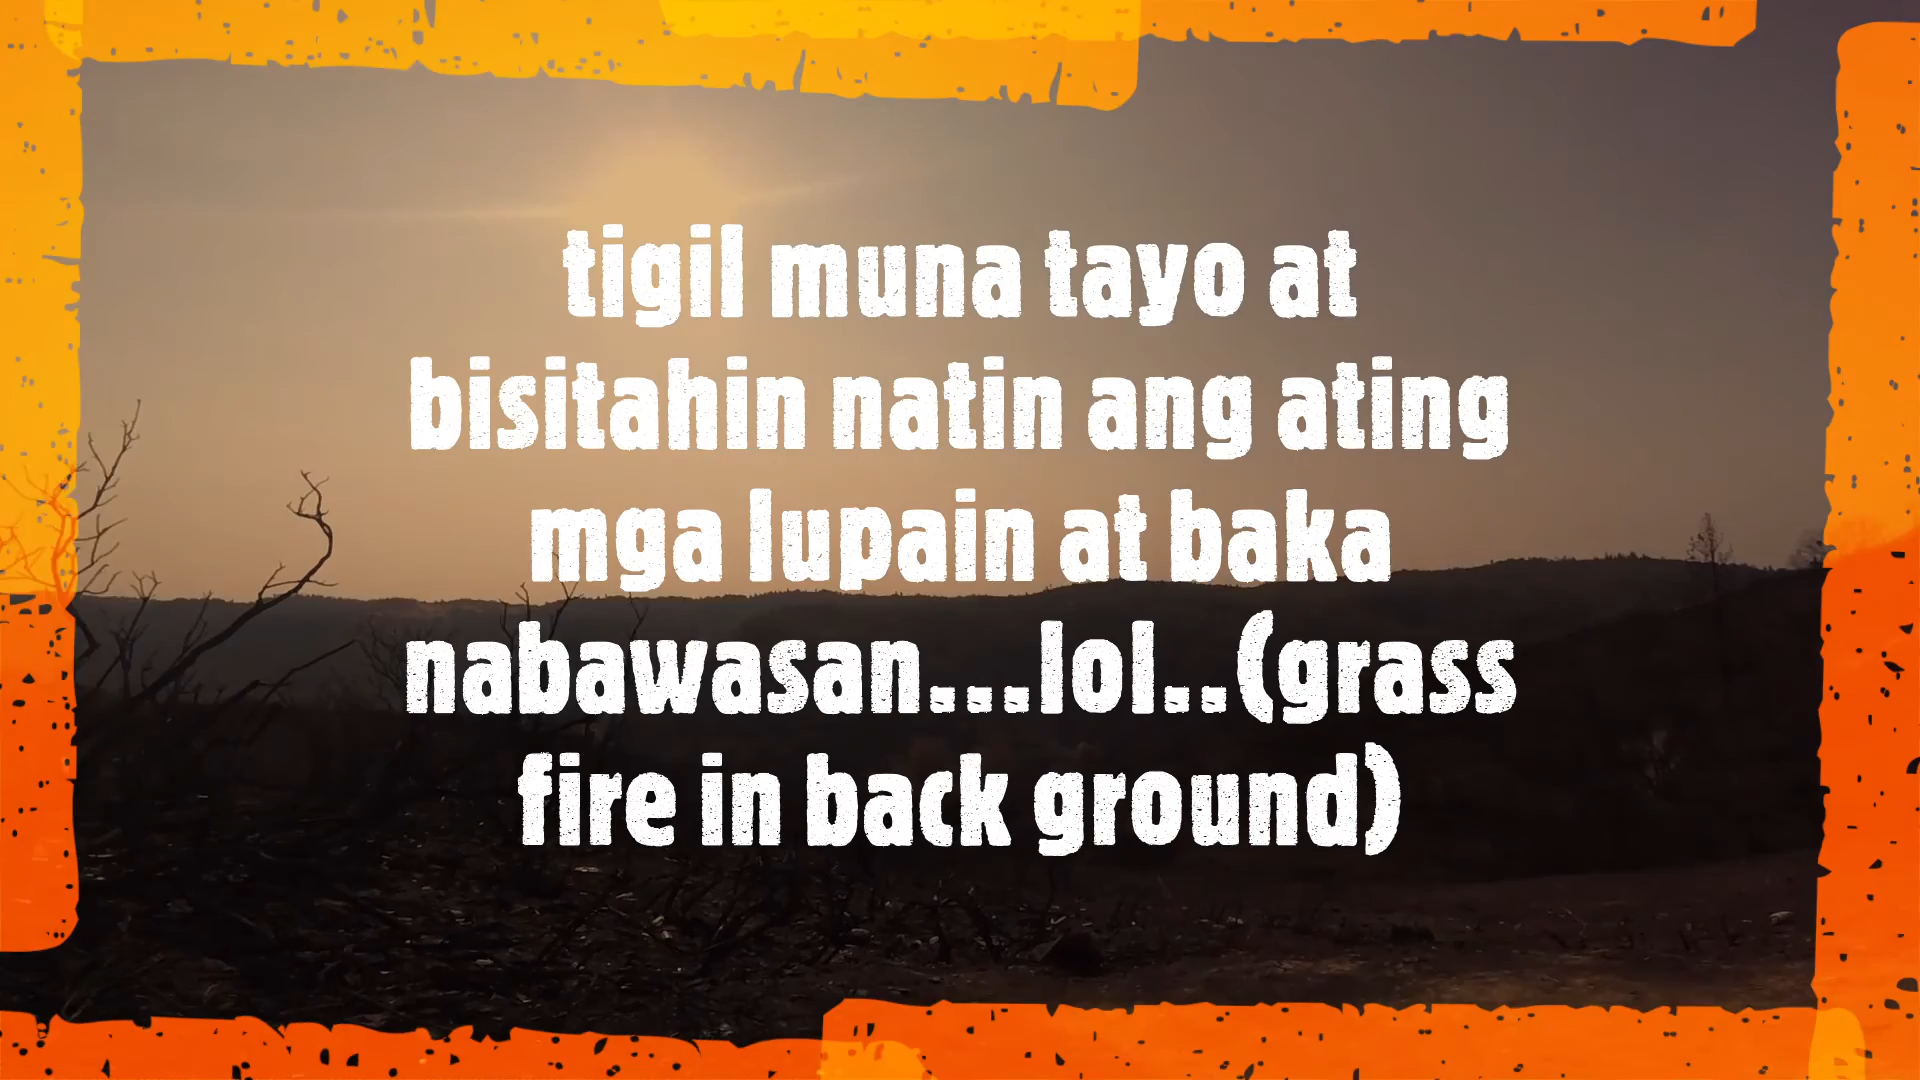 tigil muna tayo at
bisitahin natin ang ating
mga lupain at baka
nabawasan...lol..(grass
fire in back ground)